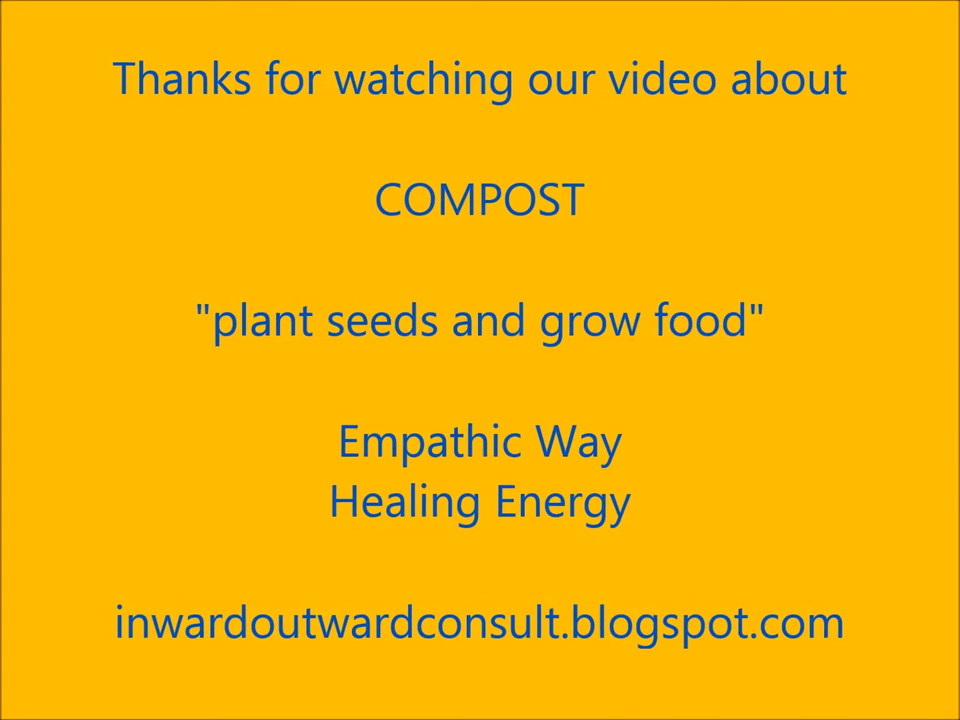 Thanks for watching our video about
COMPOST
"plant seeds and grow food"
Empathic Way
Healing Energy
inwardoutwardconsult.blogspot.com